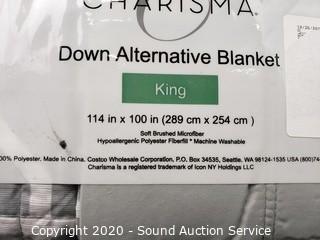 CHARISMA
Down Alternative Blanket
King
114 in x 100 in (289 cm x 254 cm)
Soft Brushed Microfiber
Hypoallergenic Polyester Fiberfill * Machine Washable
00% Polyester. Made in China. Costco Wholesale Corporation, P.O. Box 34535, Seattle, WA 98124-1535 USA (800)74
Charisma is a registered trademark of Icon NY Holdings LLC
Copyright 2020 - Sound Auction Service